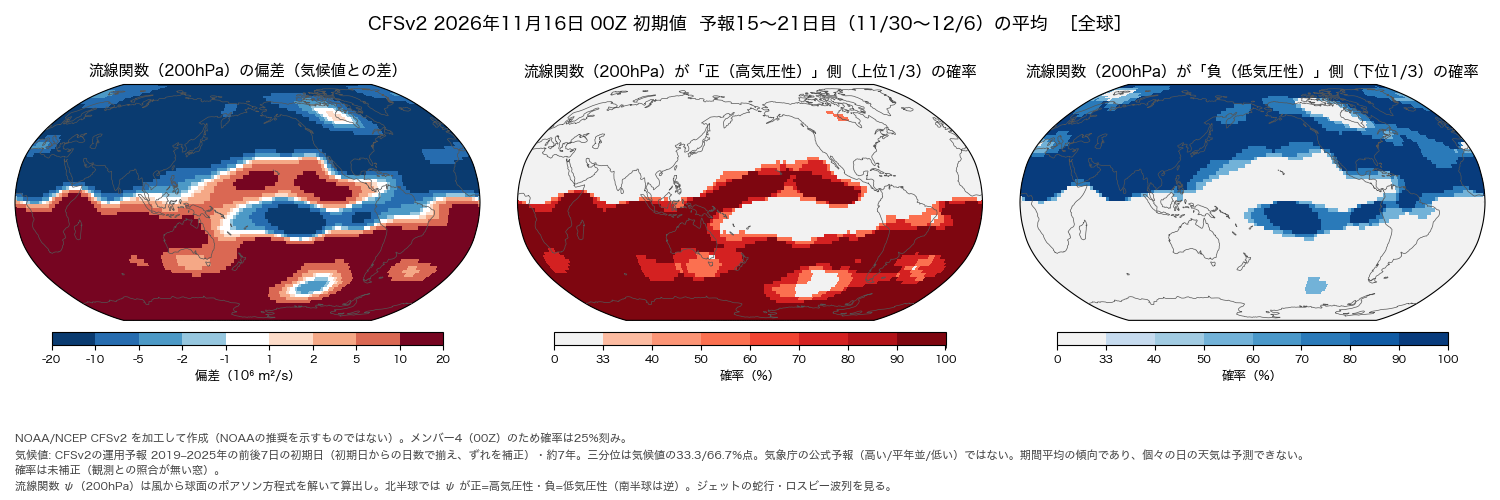 CFSv2 2026年11月16日 00Z 初期値 予報15～21日目（11/30～12/6）の平均 ［全球］
流線関数（200hPa）の偏差（気候値との差）
流線関数（200hPa）が「正（高気圧性）」側（上位1/3）の確率
流線関数（200hPa）が「負（低気圧性）」側（下位1/3）の確率
-20 -10 -5 -2 -1 1 2 5 10 20
偏差（10⁶ m²/s）
0 33 40 50 60 70 80 90 100
確率（%）
0 33 40 50 60 70 80 90 100
確率（%）
NOAA/NCEP CFSv2 を加工して作成（NOAAの推奨を示すものではない）。メンバー4（00Z）のため確率は25%刻み。
気候値: CFSv2の運用予報 2019–2025年の前後7日の初期日（初期日からの日数で揃え、ずれを補正）・約7年。三分位は気候値の33.3/66.7%点。気象庁の公式予報（高い/平年並/低い）ではない。期間平均の傾向であり、個々の日の天気は予測できない。
確率は未補正（観測との照合が無い窓）。
流線関数 ψ（200hPa）は風から球面のポアソン方程式を解いて算出し。北半球では ψ が正=高気圧性・負=低気圧性（南半球は逆）。ジェットの蛇行・ロスビー波列を見る。